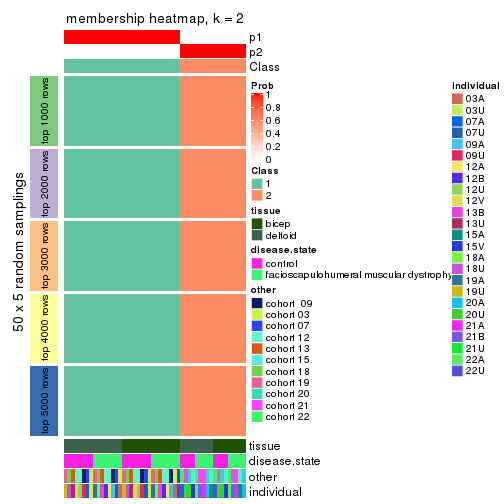 membership heatmap, k = 2
p1
p2
Class
50 x 5 random samplings
top 1000 rows
top 2000 rows
top 3000 rows
top 4000 rows
top 5000 rows
Prob
1
0.8
0.6
0.4
0.2
0
Class
1
2
tissue
bicep
deltoid
disease.state
control
facioscapulohumeral muscular dystrophy
other
cohort 09
cohort 03
cohort 07
cohort 12
cohort 13
cohort 15
cohort 18
cohort 19
cohort 20
cohort 21
cohort 22
individual
03A
03U
07A
07U
09A
09U
12A
12B
12U
12V
13B
13U
15A
15V
18A
18U
19A
19U
20A
20U
21A
21B
21U
22A
22U
tissue
disease.state
other
individual